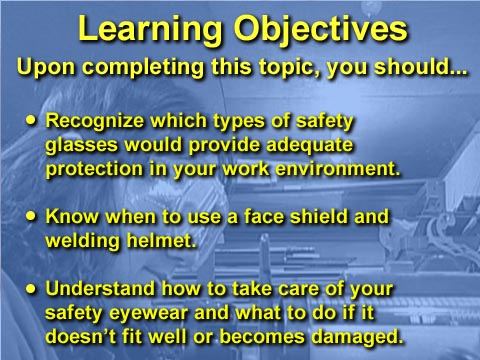 Learning Objectives
Upon completing this topic, you should...
• Recognize which types of safety
glasses would provide adequate
protection in your work environment.
• Know when to use a face shield and
welding helmet.
• Understand how to take care of your
safety eyewear and what to do if it
doesn't fit well or becomes damaged.